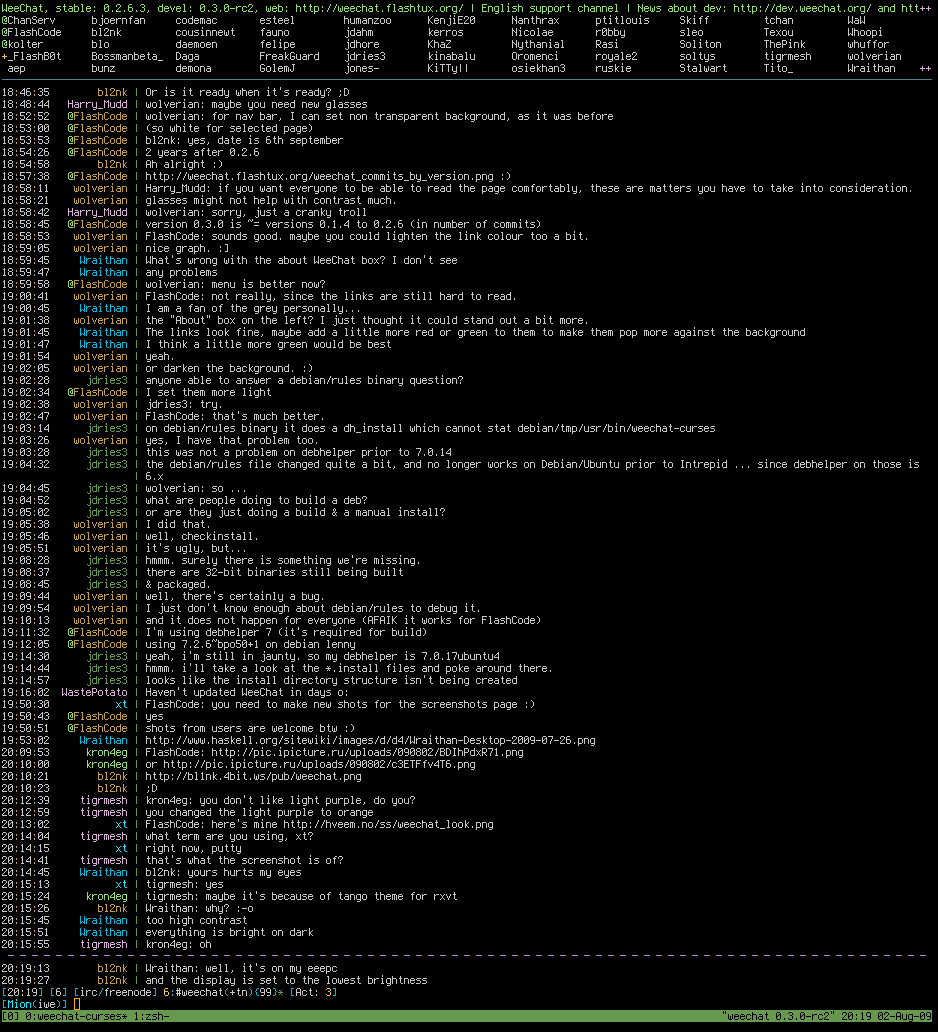 WeeChat, stable: 0.2.6.3, devel: 0.3.0-rc2, web: http://weechat.flashtux.org/ | English support channel | News about dev: http://dev.weechat.org/ and htt++
@ChanServ bjoernfan codemac esteel humanzoo KenjiE20 Nanthrax ptitlouis Skiff tchan WaW
@FlashCode bl2nk cousinnewt fauno jdahm kerros Nicolae r0bby sleo Texou Whoopi
@kolter blo daemoen felipe jdhore KhaZ Nythanial Rasi Soliton ThePink whuffor
+_FlashB0t Bossmanbeta_ Daga FreakGuard jdries3 kinabalu Oromenci royale2 soltys tigrmesh wolverian
aep bunz demona GolemJ jones- KiTTy|| osiekhan3 ruskie Stalwart Tito_ Wraithan ++
18:46:35 bl2nk | Or is it ready when it's ready? ;D
18:48:44 Harry_Mudd | wolverian: maybe you need new glasses
18:52:52 @FlashCode | wolverian: for nav bar, I can set non transparent background, as it was before
18:53:00 @FlashCode | (so white for selected page)
18:53:53 @FlashCode | bl2nk: yes, date is 6th september
18:54:26 @FlashCode | 2 years after 0.2.6
18:54:58 bl2nk | Ah alright :)
18:57:38 @FlashCode | http://weechat.flashtux.org/weechat_commits_by_version.png :)
18:58:11 wolverian | Harry_Mudd: if you want everyone to be able to read the page comfortably, these are matters you have to take into consideration.
18:58:21 wolverian | glasses might not help with contrast much.
18:58:42 Harry_Mudd | wolverian: sorry, just a cranky troll
18:58:45 @FlashCode | version 0.3.0 is ~= versions 0.1.4 to 0.2.6 (in number of commits)
18:58:53 wolverian | FlashCode: sounds good. maybe you could lighten the link colour too a bit.
18:59:05 wolverian | nice graph. :]
18:59:45 Wraithan | What's wrong with the about WeeChat box? I don't see
18:59:47 Wraithan | any problems
18:59:58 @FlashCode | wolverian: menu is better now?
19:00:41 wolverian | FlashCode: not really, since the links are still hard to read.
19:00:45 Wraithan | I am a fan of the grey personally...
19:01:38 wolverian | the "About" box on the left? I just thought it could stand out a bit more.
19:01:45 Wraithan | The links look fine, maybe add a little more red or green to them to make them pop more against the background
19:01:47 Wraithan | I think a little more green would be best
19:01:54 wolverian | yeah.
19:02:05 wolverian | or darken the background. :)
19:02:28 jdries3 | anyone able to answer a debian/rules binary question?
19:02:34 @FlashCode | I set them more light
19:02:38 wolverian | jdries3: try.
19:02:47 wolverian | FlashCode: that's much better.
19:03:14 jdries3 | on debian/rules binary it does a dh_install which cannot stat debian/tmp/usr/bin/weechat-curses
19:03:26 wolverian | yes, I have that problem too.
19:03:28 jdries3 | this was not a problem on debhelper prior to 7.0.14
19:04:32 jdries3 | the debian/rules file changed quite a bit, and no longer works on Debian/Ubuntu prior to Intrepid ... since debhelper on those is
| 6.x
19:04:45 jdries3 | wolverian: so ...
19:04:52 jdries3 | what are people doing to build a deb?
19:05:02 jdries3 | or are they just doing a build & a manual install?
19:05:38 wolverian | I did that.
19:05:46 wolverian | well, checkinstall.
19:05:51 wolverian | it's ugly, but...
19:08:28 jdries3 | hmmm. surely there is something we're missing.
19:08:37 jdries3 | there are 32-bit binaries still being built
19:08:45 jdries3 | & packaged.
19:09:44 wolverian | well, there's certainly a bug.
19:09:54 wolverian | I just don't know enough about debian/rules to debug it.
19:10:13 wolverian | and it does not happen for everyone (AFAIK it works for FlashCode)
19:11:32 @FlashCode | I'm using debhelper 7 (it's required for build)
19:12:05 @FlashCode | using 7.2.6~bpo50+1 on debian lenny
19:14:30 jdries3 | yeah, i'm still in jaunty. so my debhelper is 7.0.17ubuntu4
19:14:44 jdries3 | hmmm. i'll take a look at the *.install files and poke around there.
19:14:57 jdries3 | looks like the install directory structure isn't being created
19:16:02 WastePotato | Haven't updated WeeChat in days o:
19:50:30 xt | FlashCode: you need to make new shots for the screenshots page :)
19:50:43 @FlashCode | yes
19:50:51 @FlashCode | shots from users are welcome btw :)
19:53:02 Wraithan | http://www.haskell.org/sitewiki/images/d/d4/Wraithan-Desktop-2009-07-26.png
20:09:53 kron4eg | FlashCode: http://pic.ipicture.ru/uploads/090802/BDIhPdxR71.png
20:10:00 kron4eg | or http://pic.ipicture.ru/uploads/090802/c3ETFfv4T6.png
20:10:21 bl2nk | http://bl1nk.4bit.ws/pub/weechat.png
20:10:23 bl2nk | ;D
20:12:39 tigrmesh | kron4eg: you don't like light purple, do you?
20:12:59 tigrmesh | you changed the light purple to orange
20:13:02 xt | FlashCode: here's mine http://hveem.no/ss/weechat_look.png
20:14:04 tigrmesh | what term are you using, xt?
20:14:15 xt | right now, putty
20:14:41 tigrmesh | that's what the screenshot is of?
20:14:45 Wraithan | bl2nk: yours hurts my eyes
20:15:13 xt | tigrmesh: yes
20:15:24 kron4eg | tigrmesh: maybe it's because of tango theme for rxvt
20:15:26 bl2nk | Wraithan: why? :-o
20:15:45 Wraithan | too high contrast
20:15:51 Wraithan | everything is bright on dark
20:15:55 tigrmesh | kron4eg: oh
20:19:13 bl2nk | Wraithan: well, it's on my eeepc
20:19:27 bl2nk | and the display is set to the lowest brightness
[20:19] [6] [irc/freenode] 6:#weechat(+tn){99}* [Act: 3]
[Mion(iwe)]
[0] 0:weechat-curses* 1:zsh- "weechat 0.3.0-rc2" 20:19 02-Aug-09